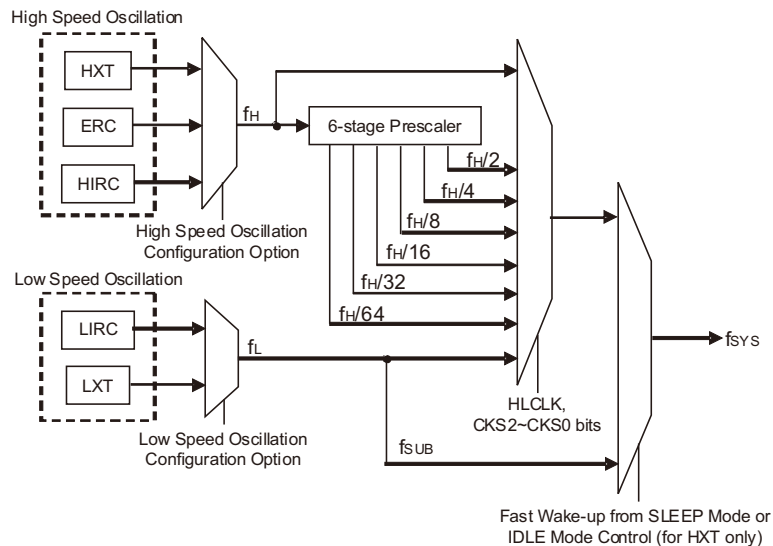 High Speed Oscillation
HXT
ERC
HIRC
fH
6-stage Prescaler
fH/2
fH/4
fH/8
fH/16
fH/32
fH/64
High Speed Oscillation
Configuration Option
Low Speed Oscillation
LIRC
LXT
fL
fSYS
HLCLK,
CKS2~CKS0 bits
Low Speed Oscillation
Configuration Option
fSUB
Fast Wake-up from SLEEP Mode or
IDLE Mode Control (for HXT only)